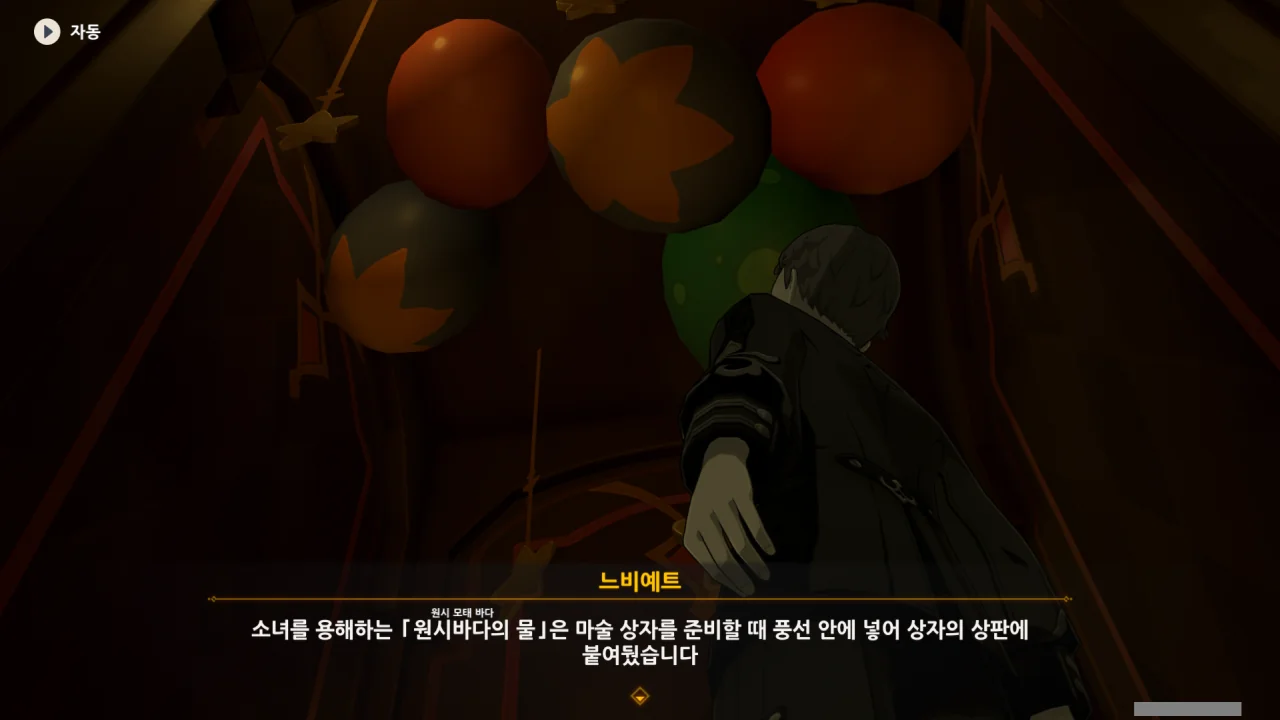 자동
느비예트
원시 모태 바다
소녀를 용해하는 「원시바다의 물」은 마술 상자를 준비할 때 풍선 안에 넣어 상자의 상판에
붙여뒀습니다